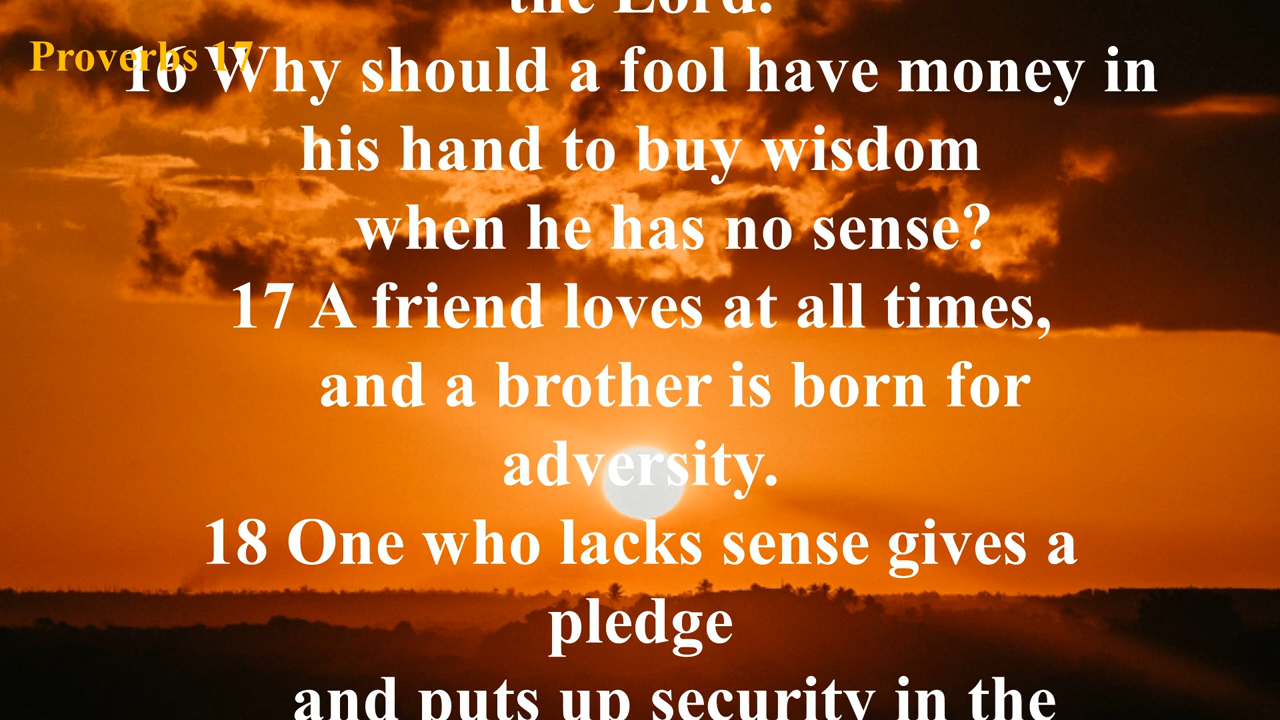 the Lord.
Proverbs 17
16 Why should a fool have money in
his hand to buy wisdom
when he has no sense?
17 A friend loves at all times,
and a brother is born for
adversity.
18 One who lacks sense gives a
pledge
and puts up security in the